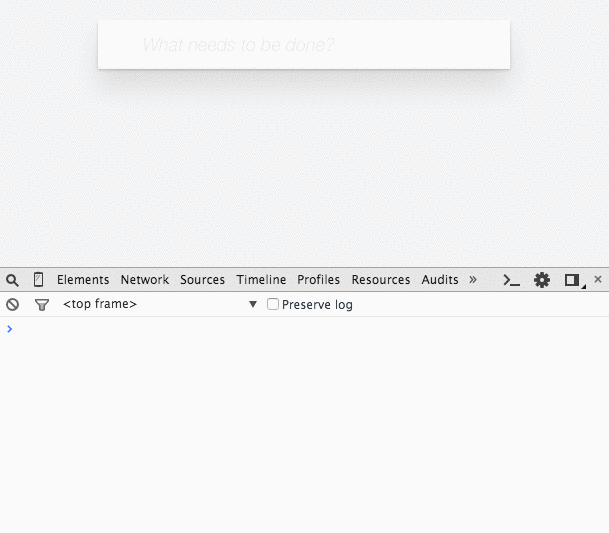 What needs to be done?
Elements Network Sources Timeline Profiles Resources Audits »
<top frame> Preserve log